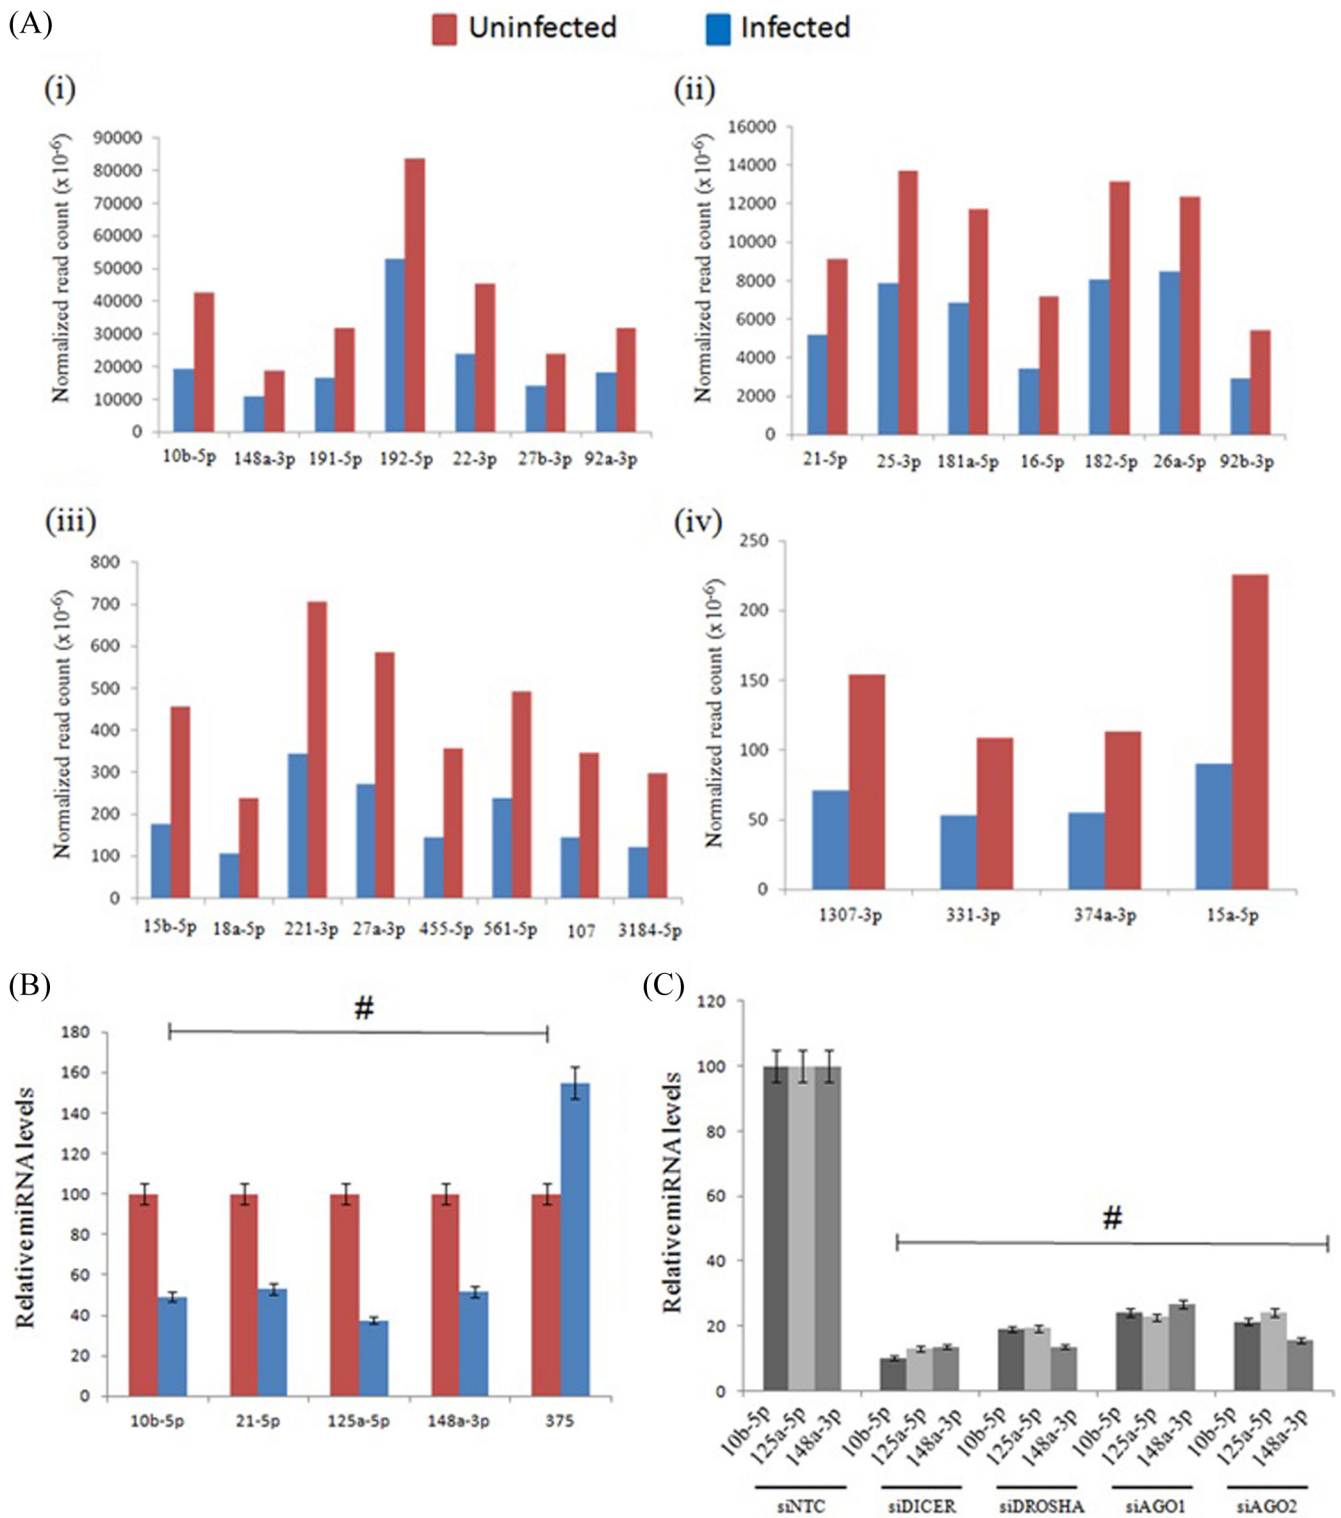 (A)
Uninfected Infected
(i)
Normalized read count (x10-6)
90000
80000
70000
60000
50000
40000
30000
20000
10000
0
10b-5p 148a-3p 191-5p 192-5p 22-3p 27b-3p 92a-3p
(ii)
Normalized read count (x10-6)
16000
14000
12000
10000
8000
6000
4000
2000
0
21-5p 25-3p 181a-5p 16-5p 182-5p 26a-5p 92b-3p
(iii)
Normalized read count (x10-6)
800
700
600
500
400
300
200
100
0
15b-5p 18a-5p 221-3p 27a-3p 455-5p 561-5p 107 3184-5p
(iv)
Normalized read count (x10-6)
250
200
150
100
50
0
1307-3p 331-3p 374a-3p 15a-5p
(B)
#
Relative miRNA levels
180
160
140
120
100
80
60
40
20
0
10b-5p 21-5p 125a-5p 148a-3p 375
(C)
#
Relative miRNA levels
120
100
80
60
40
20
0
10b-5p 125a-5p 148a-3p 10b-5p 125a-5p 148a-3p 10b-5p 125a-5p 148a-3p 10b-5p 125a-5p 148a-3p 10b-5p 125a-5p 148a-3p
siNTC siDICER siDROSHA siAGO1 siAGO2